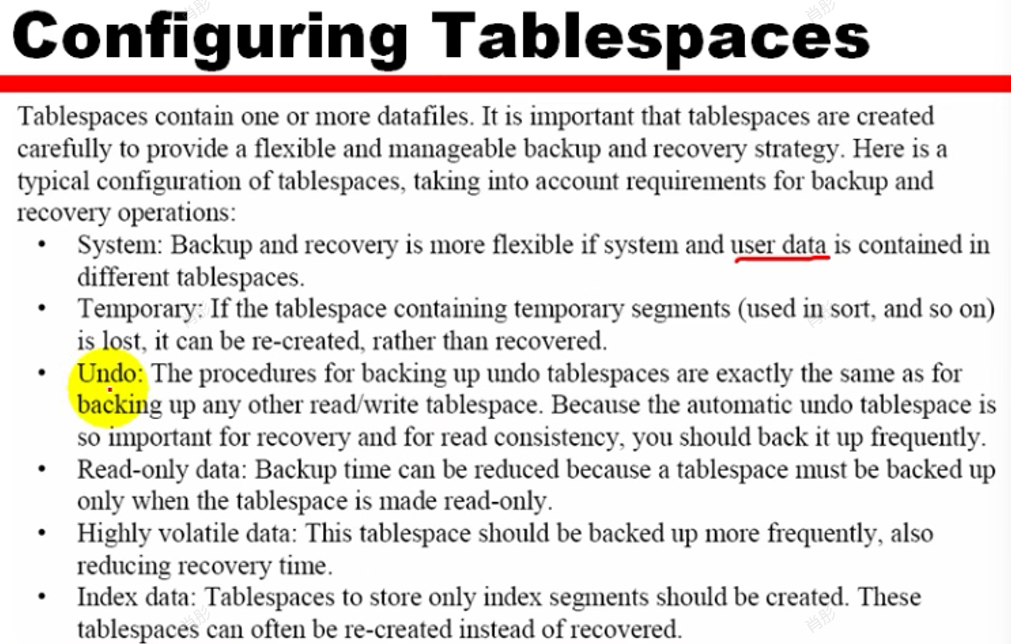 Configuring Tablespaces
Tablespaces contain one or more datafiles. It is important that tablespaces are created
carefully to provide a flexible and manageable backup and recovery strategy. Here is a
typical configuration of tablespaces, taking into account requirements for backup and
recovery operations:
• System: Backup and recovery is more flexible if system and user data is contained in
different tablespaces.
• Temporary: If the tablespace containing temporary segments (used in sort, and so on)
is lost, it can be re-created, rather than recovered.
• Undo: The procedures for backing up undo tablespaces are exactly the same as for
backing up any other read/write tablespace. Because the automatic undo tablespace is
so important for recovery and for read consistency, you should back it up frequently.
• Read-only data: Backup time can be reduced because a tablespace must be backed up
only when the tablespace is made read-only.
• Highly volatile data: This tablespace should be backed up more frequently, also
reducing recovery time.
• Index data: Tablespaces to store only index segments should be created. These
tablespaces can often be re-created instead of recovered.